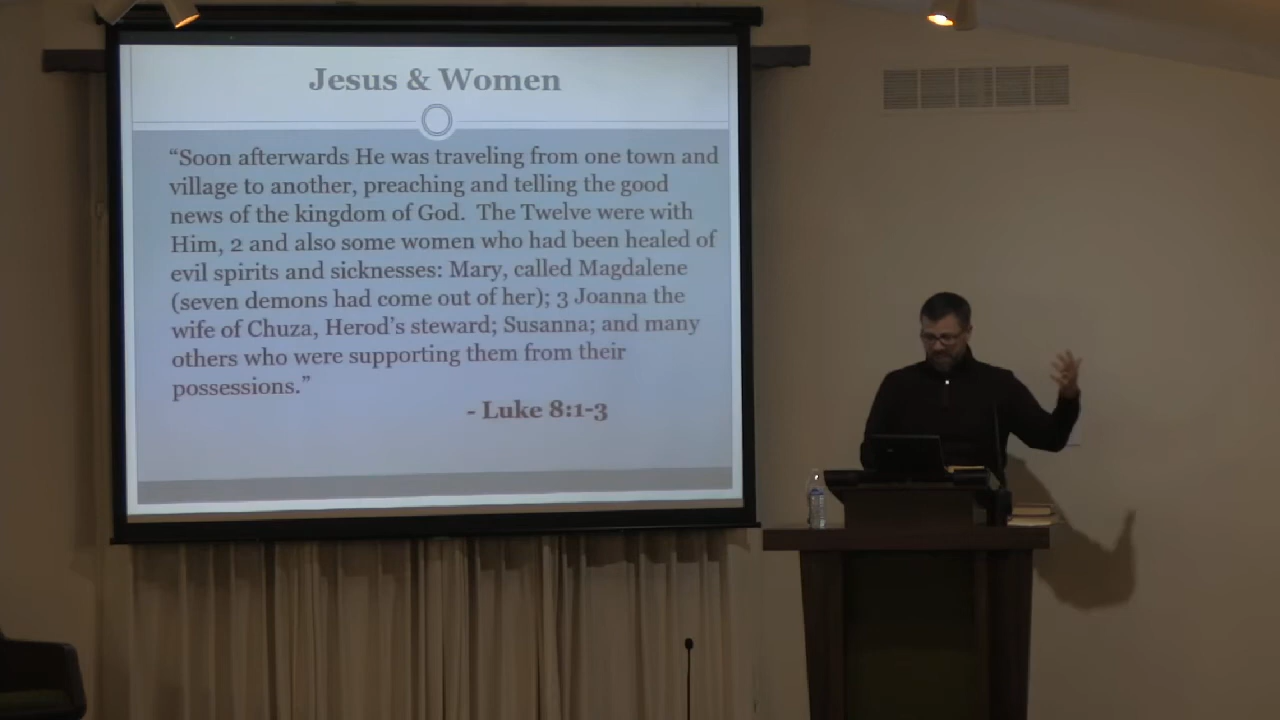 Jesus & Women
“Soon afterwards He was traveling from one town and
village to another, preaching and telling the good
news of the kingdom of God.  The Twelve were with
Him, 2 and also some women who had been healed of
evil spirits and sicknesses: Mary, called Magdalene
(seven demons had come out of her); 3 Joanna the
wife of Chuza, Herod’s steward; Susanna; and many
others who were supporting them from their
possessions.”
- Luke 8:1-3